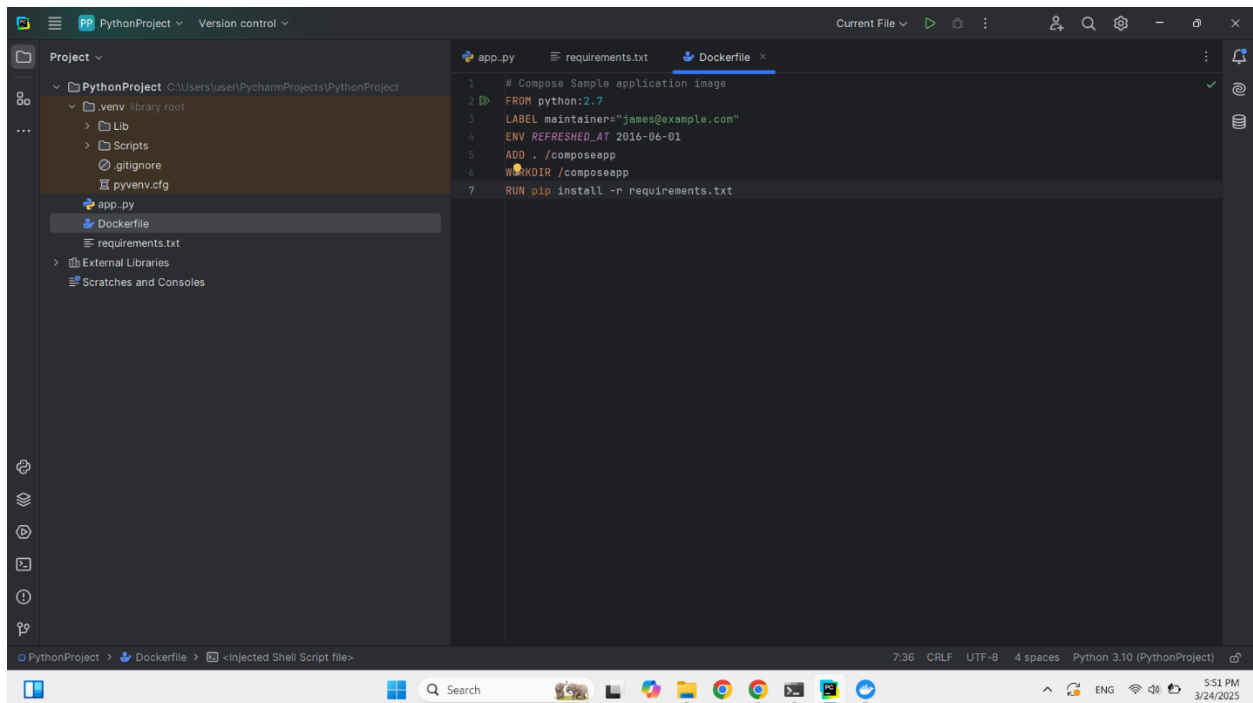 PP PythonProject Version control Current File
Project
app..py requirements.txt Dockerfile
PythonProject C:\Users\user\PycharmProjects\PythonProject
.venv library root
Lib
Scripts
.gitignore
pyvenv.cfg
app..py
Dockerfile
requirements.txt
External Libraries
Scratches and Consoles
1 # Compose Sample application image
2 FROM python:2.7
3 LABEL maintainer="james@example.com"
4 ENV REFRESHED_AT 2016-06-01
5 ADD . /composeapp
6 WORKDIR /composeapp
7 RUN pip install -r requirements.txt
PythonProject > Dockerfile > <Injected Shell Script file> 7:36 CRLF UTF-8 4 spaces Python 3.10 (PythonProject)
Search PC ENG 5:51 PM
3/24/2025